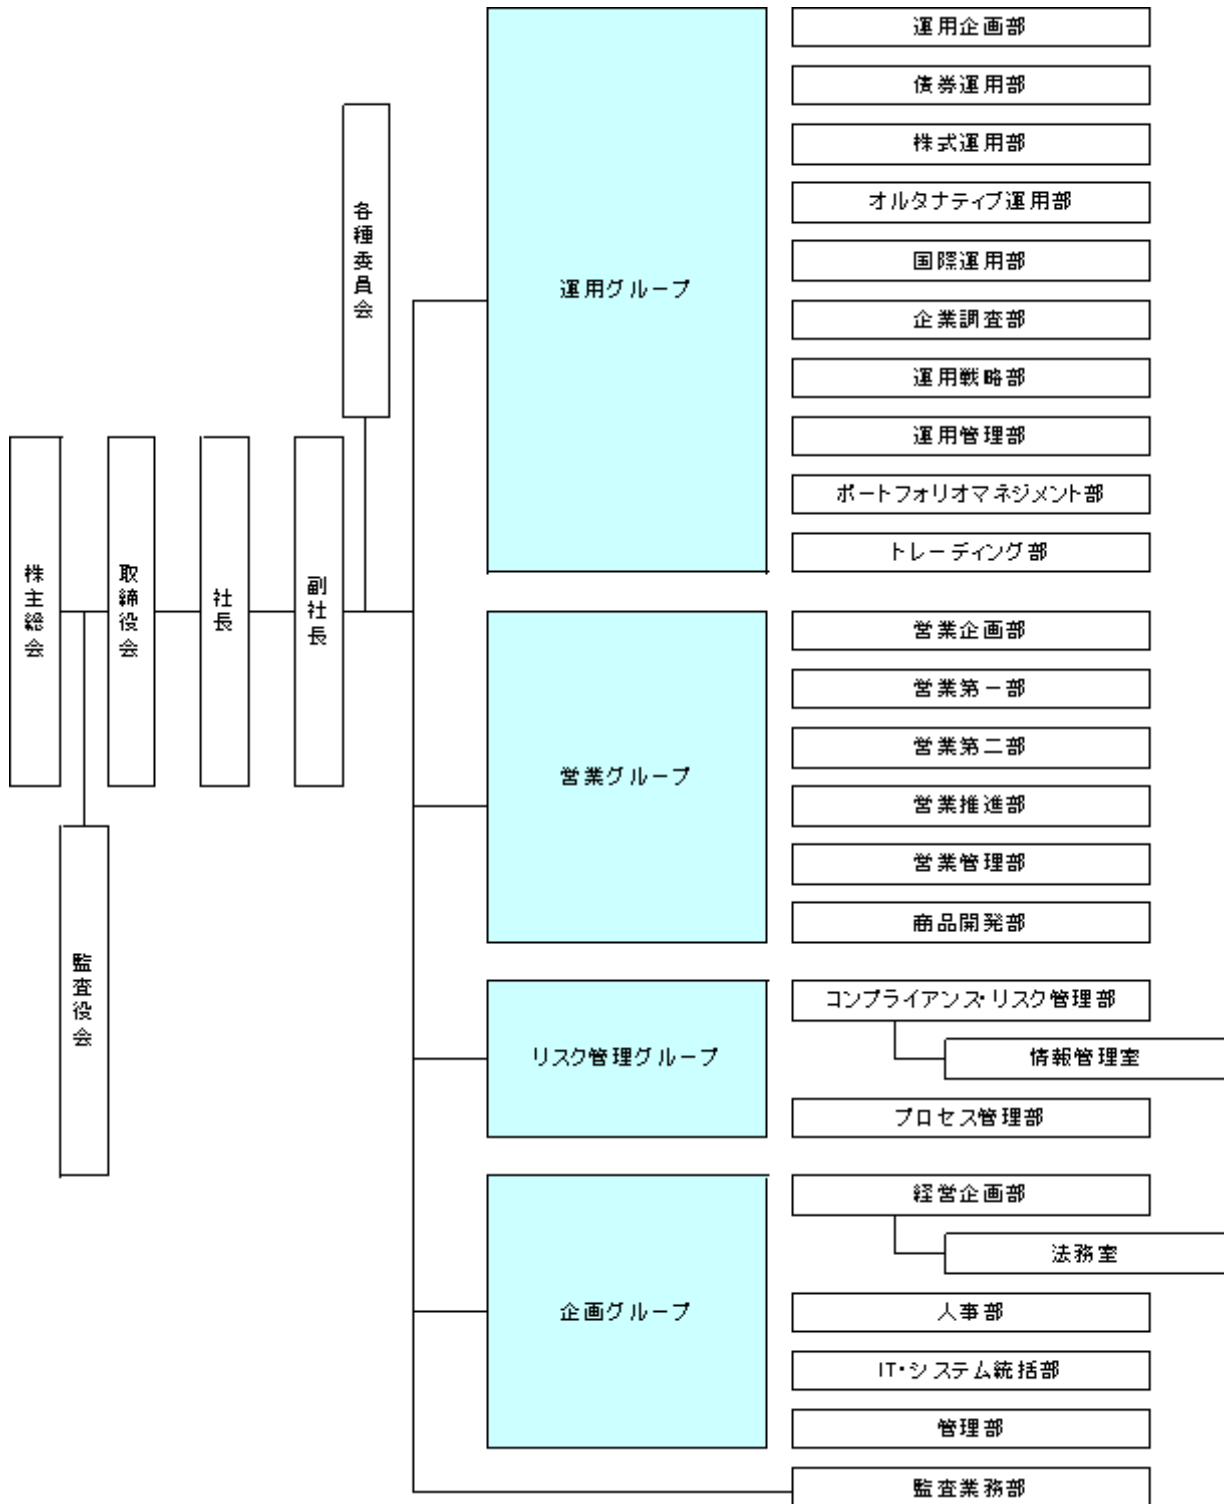 株主総会
監査役会
取締役会
社長
副社長
各種委員会
運用グループ
運用企画部
債券運用部
株式運用部
オルタナティブ運用部
国際運用部
企業調査部
運用戦略部
運用管理部
ポートフォリオマネジメント部
トレーディング部
営業グループ
営業企画部
営業第一部
営業第二部
営業推進部
営業管理部
商品開発部
リスク管理グループ
コンプライアンス・リスク管理部
情報管理室
プロセス管理部
企画グループ
経営企画部
法務室
人事部
IT・システム統括部
管理部
監査業務部